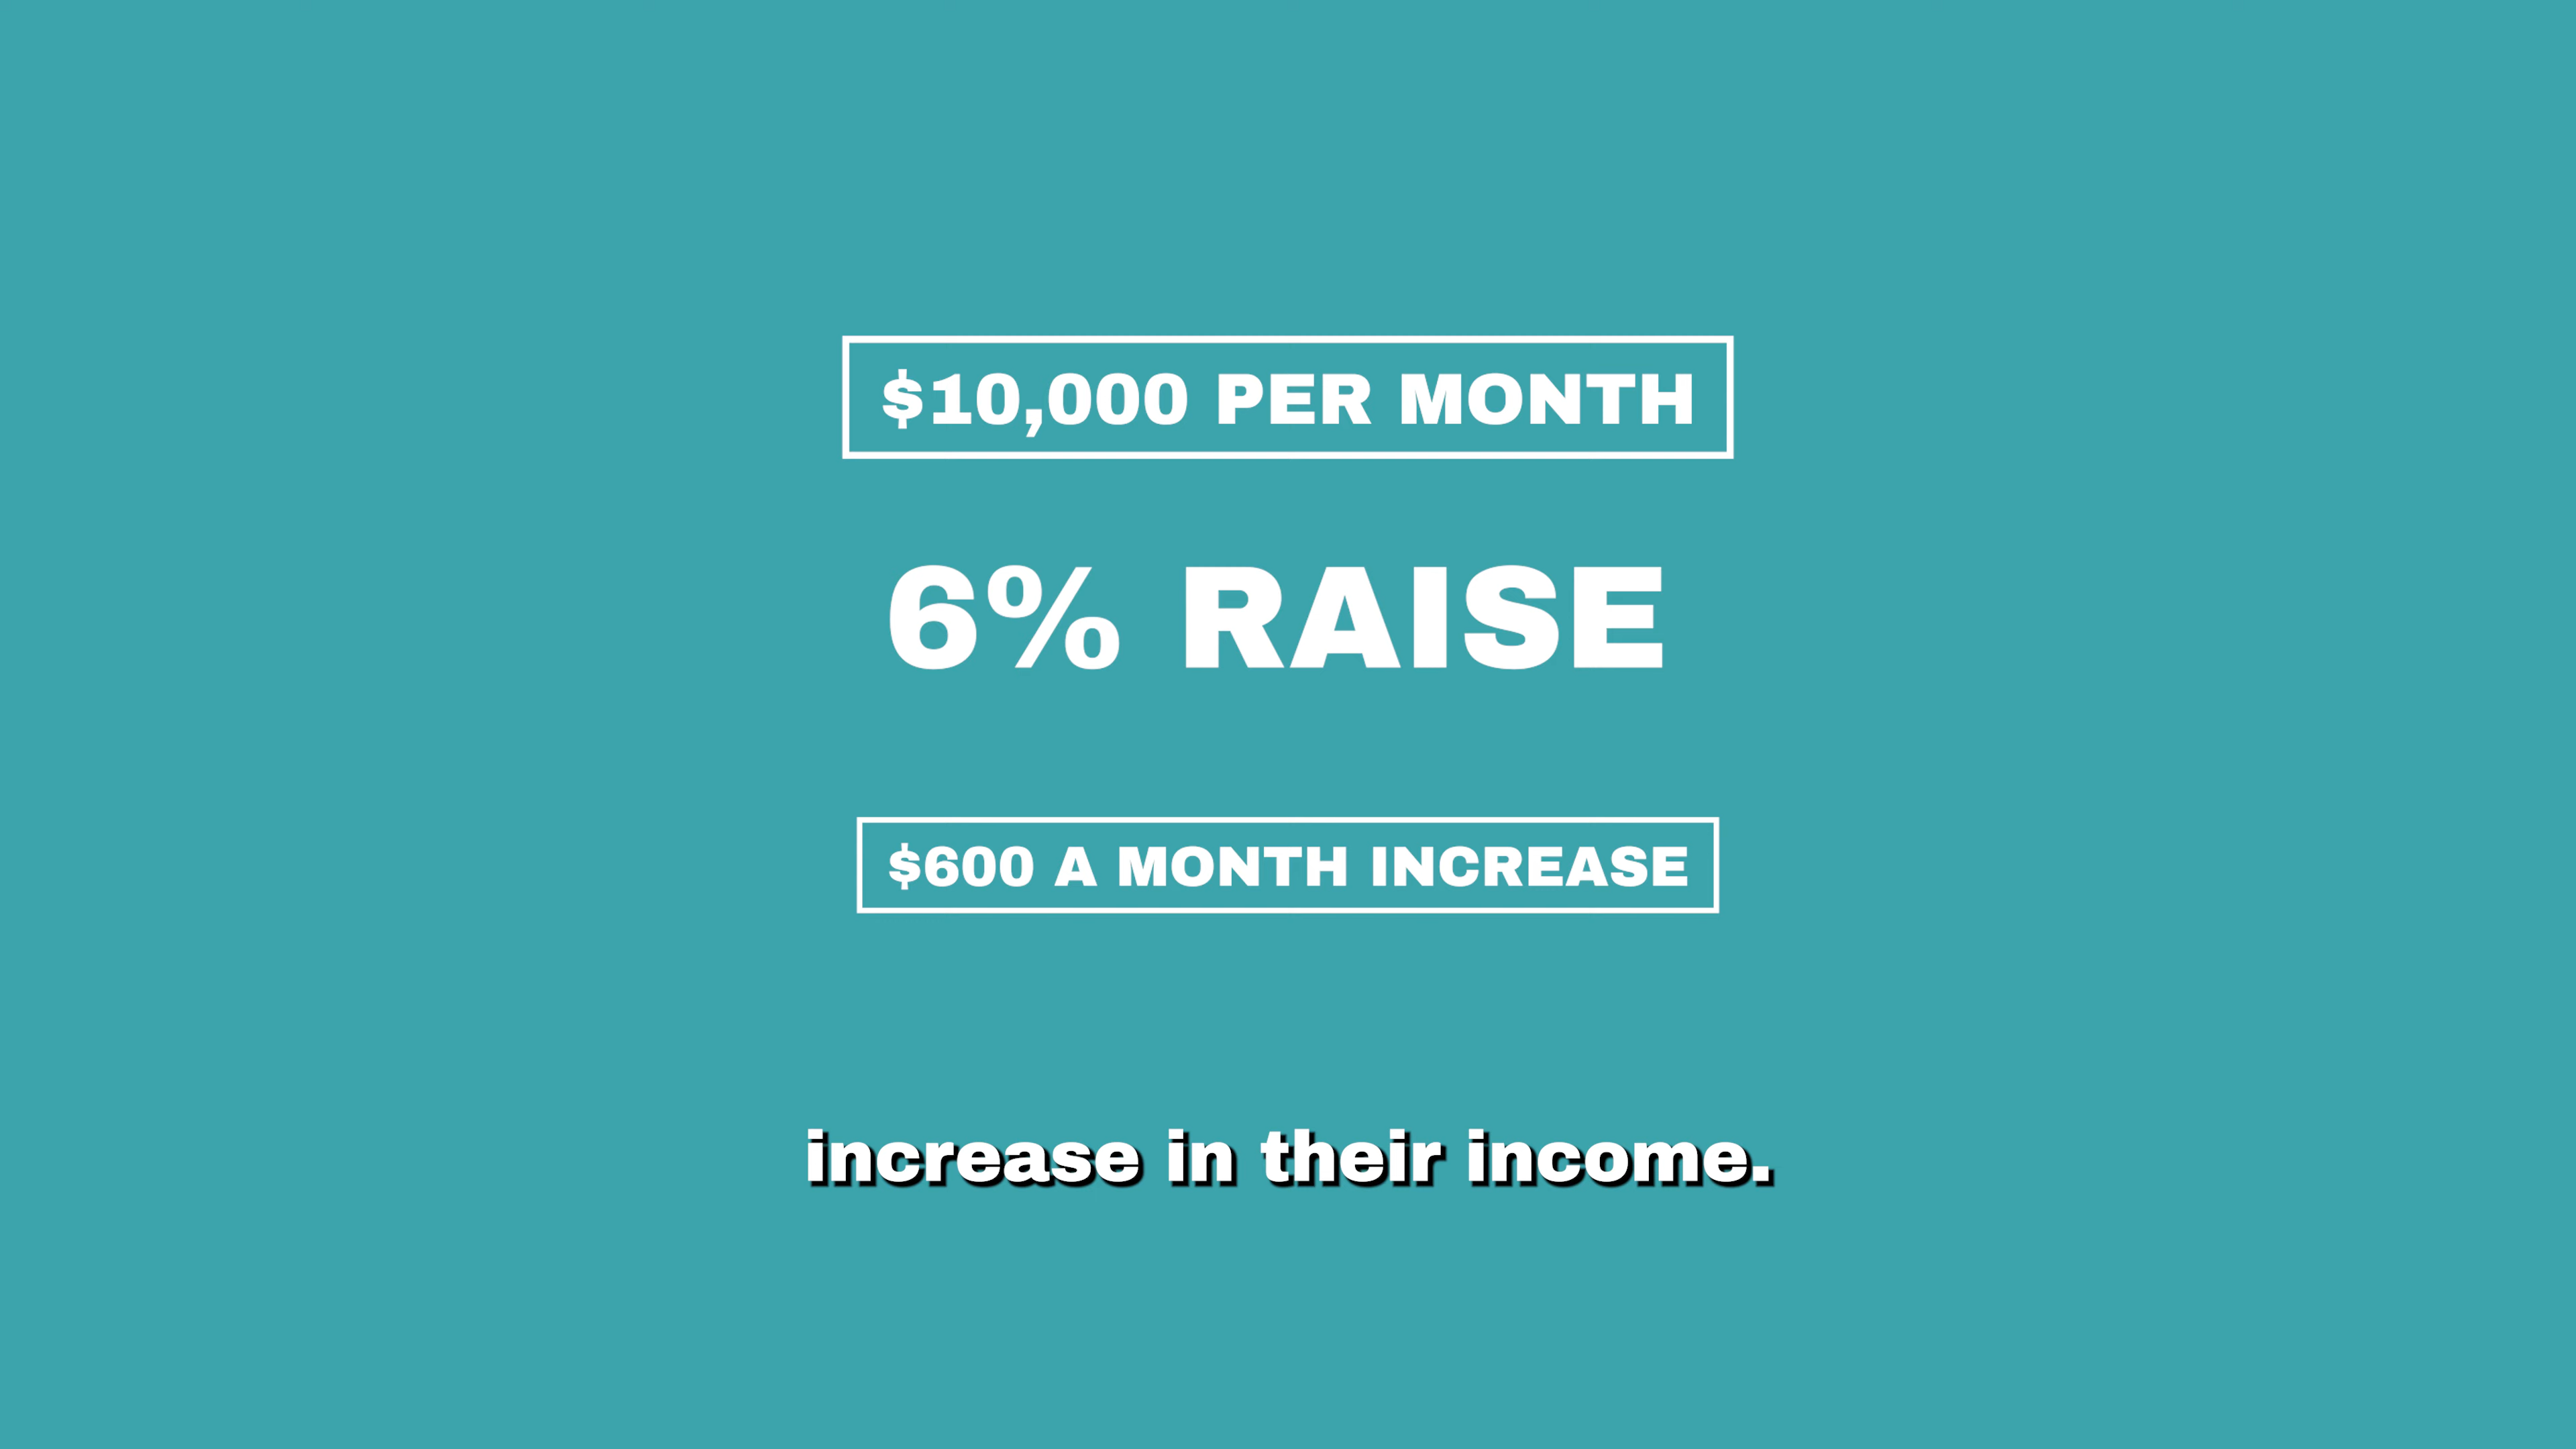 $10,000 PER MONTH
6% RAISE
$600 A MONTH INCREASE
increase in their income.